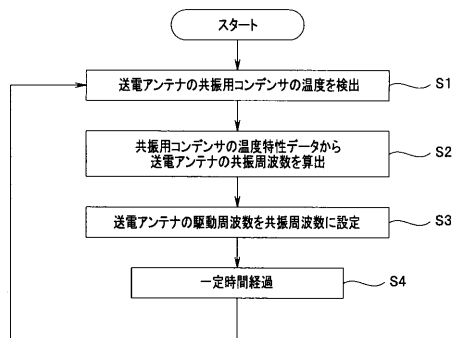 スタート
送電アンテナの共振用コンデンサの温度を検出
S1
共振用コンデンサの温度特性データから
送電アンテナの共振周波数を算出
S2
送電アンテナの駆動周波数を共振周波数に設定
S3
一定時間経過
S4